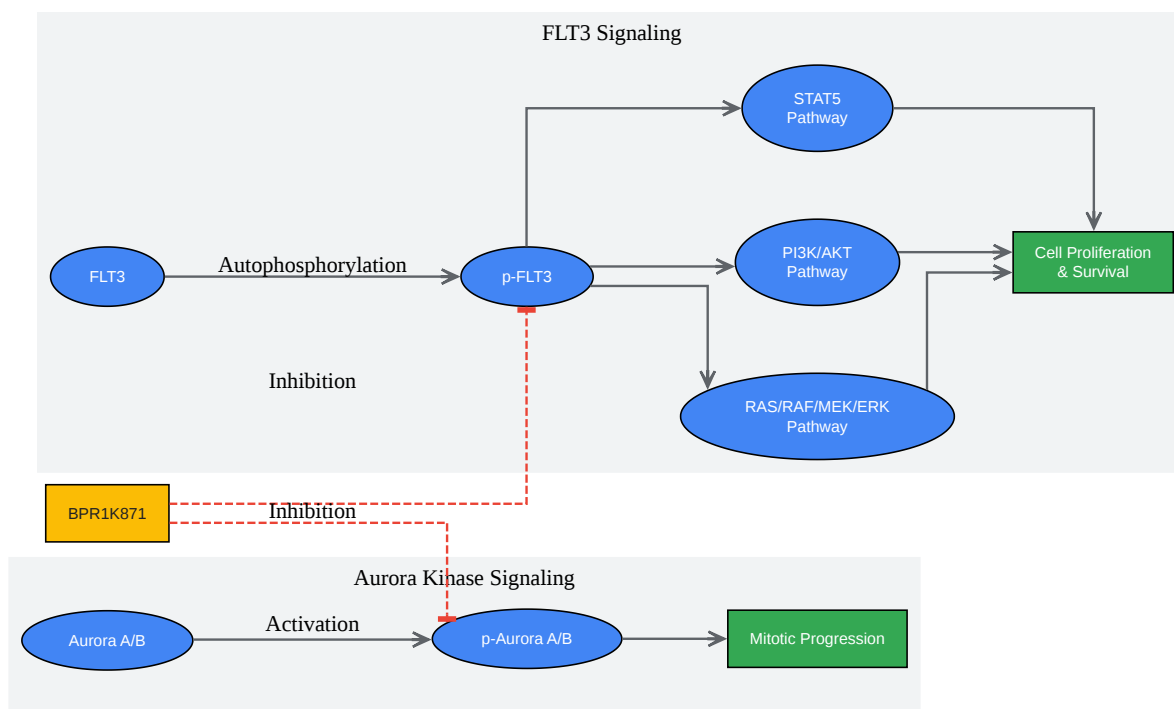 FLT3 Signaling
STAT5
Pathway
FLT3
Autophosphorylation
p-FLT3
PI3K/AKT
Pathway
Cell Proliferation
& Survival
Inhibition
RAS/RAF/MEK/ERK
Pathway
BPR1K871
Inhibition
Aurora Kinase Signaling
Aurora A/B
Activation
p-Aurora A/B
Mitotic Progression